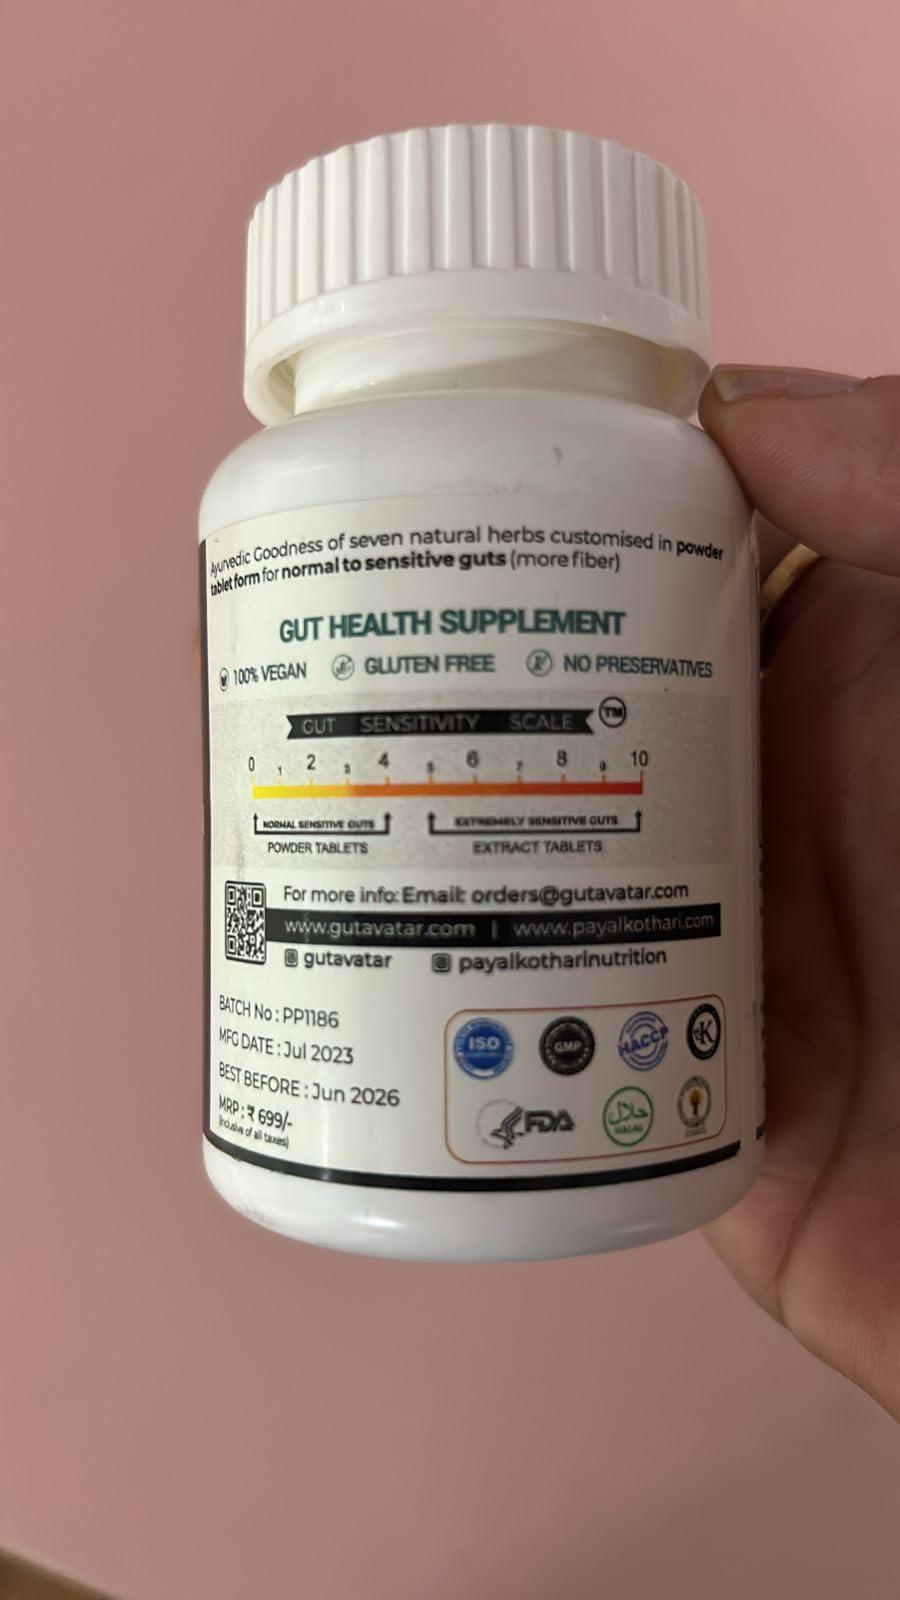 Ayurvedic Goodness of seven natural herbs customised in powder
tablet form for normal to sensitive guts (more fiber)
GUT HEALTH SUPPLEMENT
100% VEGAN GLUTEN FREE NO PRESERVATIVES
GUT SENSITIVITY SCALE TM
0 1 2 3 4 5 6 7 8 9 10
NORMAL SENSITIVE GUTS EXTREMELY SENSITIVE GUTS
POWDER TABLETS EXTRACT TABLETS
For more info: Email: orders@gutavatar.com
www.gutavatar.com | www.payalkothari.com
gutavatar payalkotharinutrition
BATCH No : PP1186
MFG DATE : Jul 2023
BEST BEFORE : Jun 2026
MRP : ₹ 699/-
(inclusive of all taxes)
ISO GMP HACCP K
FDA حلال
HALAL